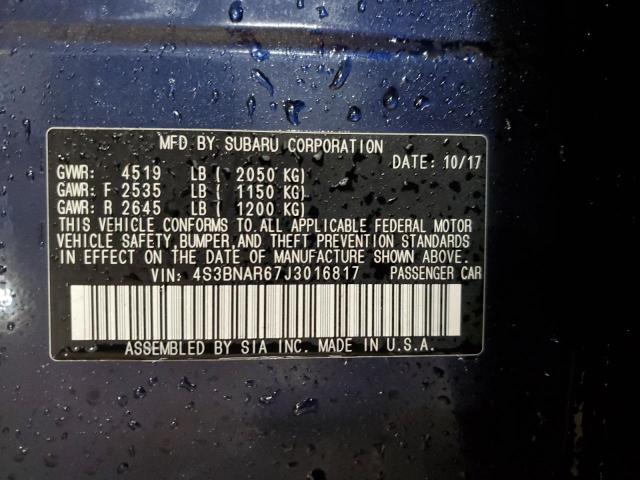 MFD BY SUBARU CORPORATION
DATE: 10/17
GVWR: 4519 LB ( 2050 KG)
GAWR: F 2535 LB ( 1150 KG)
GAWR: R 2645 LB ( 1200 KG)
THIS VEHICLE CONFORMS TO ALL APPLICABLE FEDERAL MOTOR
VEHICLE SAFETY, BUMPER, AND THEFT PREVENTION STANDARDS
IN EFFECT ON THE DATE OF MANUFACTURE SHOWN ABOVE.
VIN: 4S3BNAR67J3016817 PASSENGER CAR
ASSEMBLED BY SIA INC. MADE IN U.S.A.